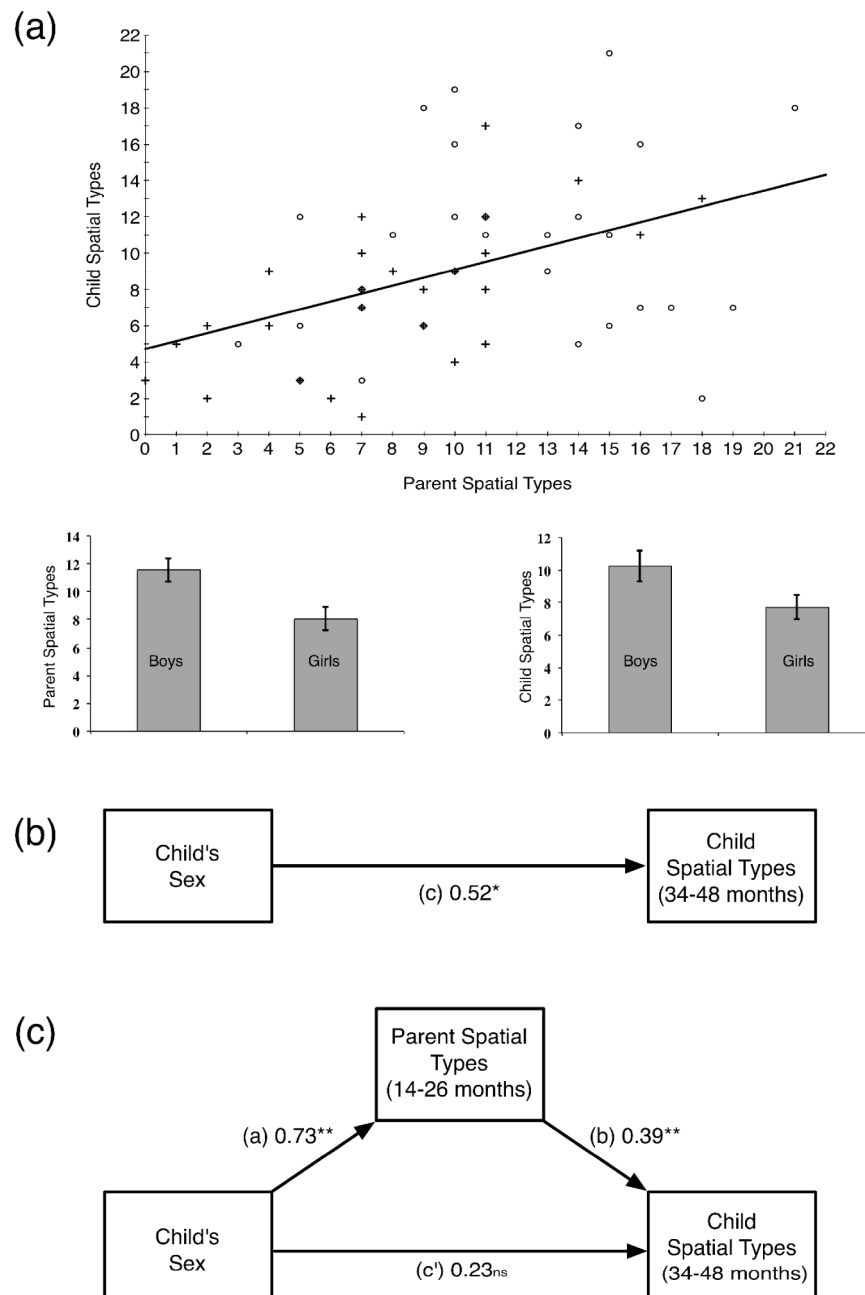 (a)
22
20
18
16
14
12
10
8
6
4
2
0
Child Spatial Types
0 1 2 3 4 5 6 7 8 9 10 11 12 13 14 15 16 17 18 19 20 21 22
Parent Spatial Types
14
12
10
8
6
4
2
0
Parent Spatial Types
Boys
Girls
12
10
8
6
4
2
0
Child Spatial Types
Boys
Girls
(b)
Child's
Sex
(c) 0.52*
Child
Spatial Types
(34-48 months)
(c)
Parent Spatial
Types
(14-26 months)
(a) 0.73**
(b) 0.39**
Child's
Sex
(c') 0.23ns
Child
Spatial Types
(34-48 months)